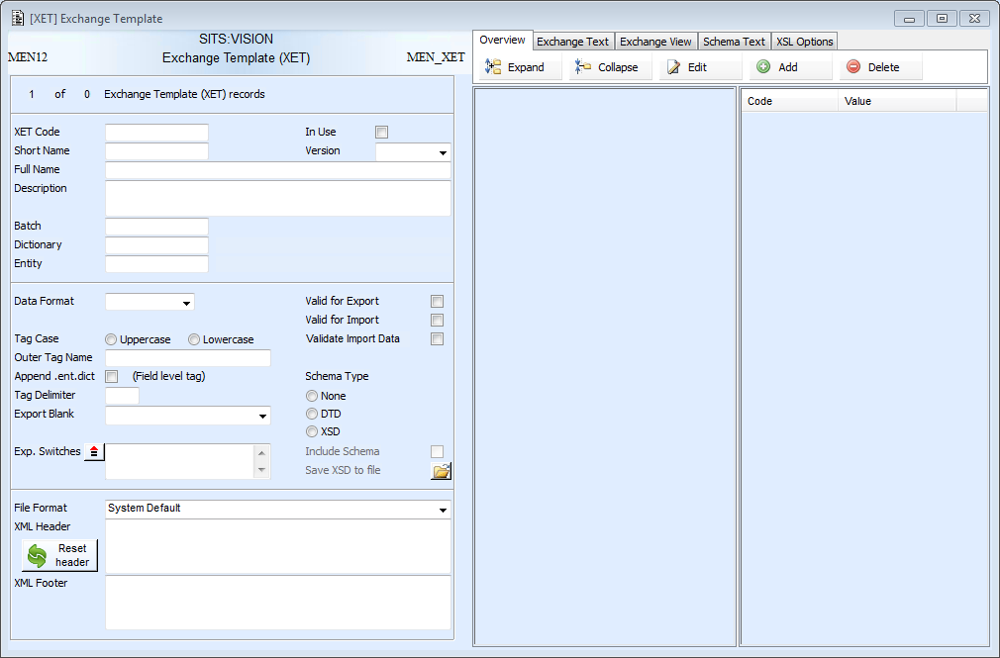 [XET] Exchange Template
SITS:VISION
MEN12 Exchange Template (XET) MEN_XET
1 of 0 Exchange Template (XET) records
XET Code In Use
Short Name Version
Full Name
Description
Batch
Dictionary
Entity
Data Format Valid for Export
Valid for Import
Tag Case Uppercase Lowercase Validate Import Data
Outer Tag Name
Append .ent.dict (Field level tag) Schema Type
Tag Delimiter None
Export Blank DTD
XSD
Exp. Switches Include Schema
Save XSD to file
File Format System Default
XML Header
Reset
header
XML Footer
Overview Exchange Text Exchange View Schema Text XSL Options
Expand Collapse Edit Add Delete
Code Value